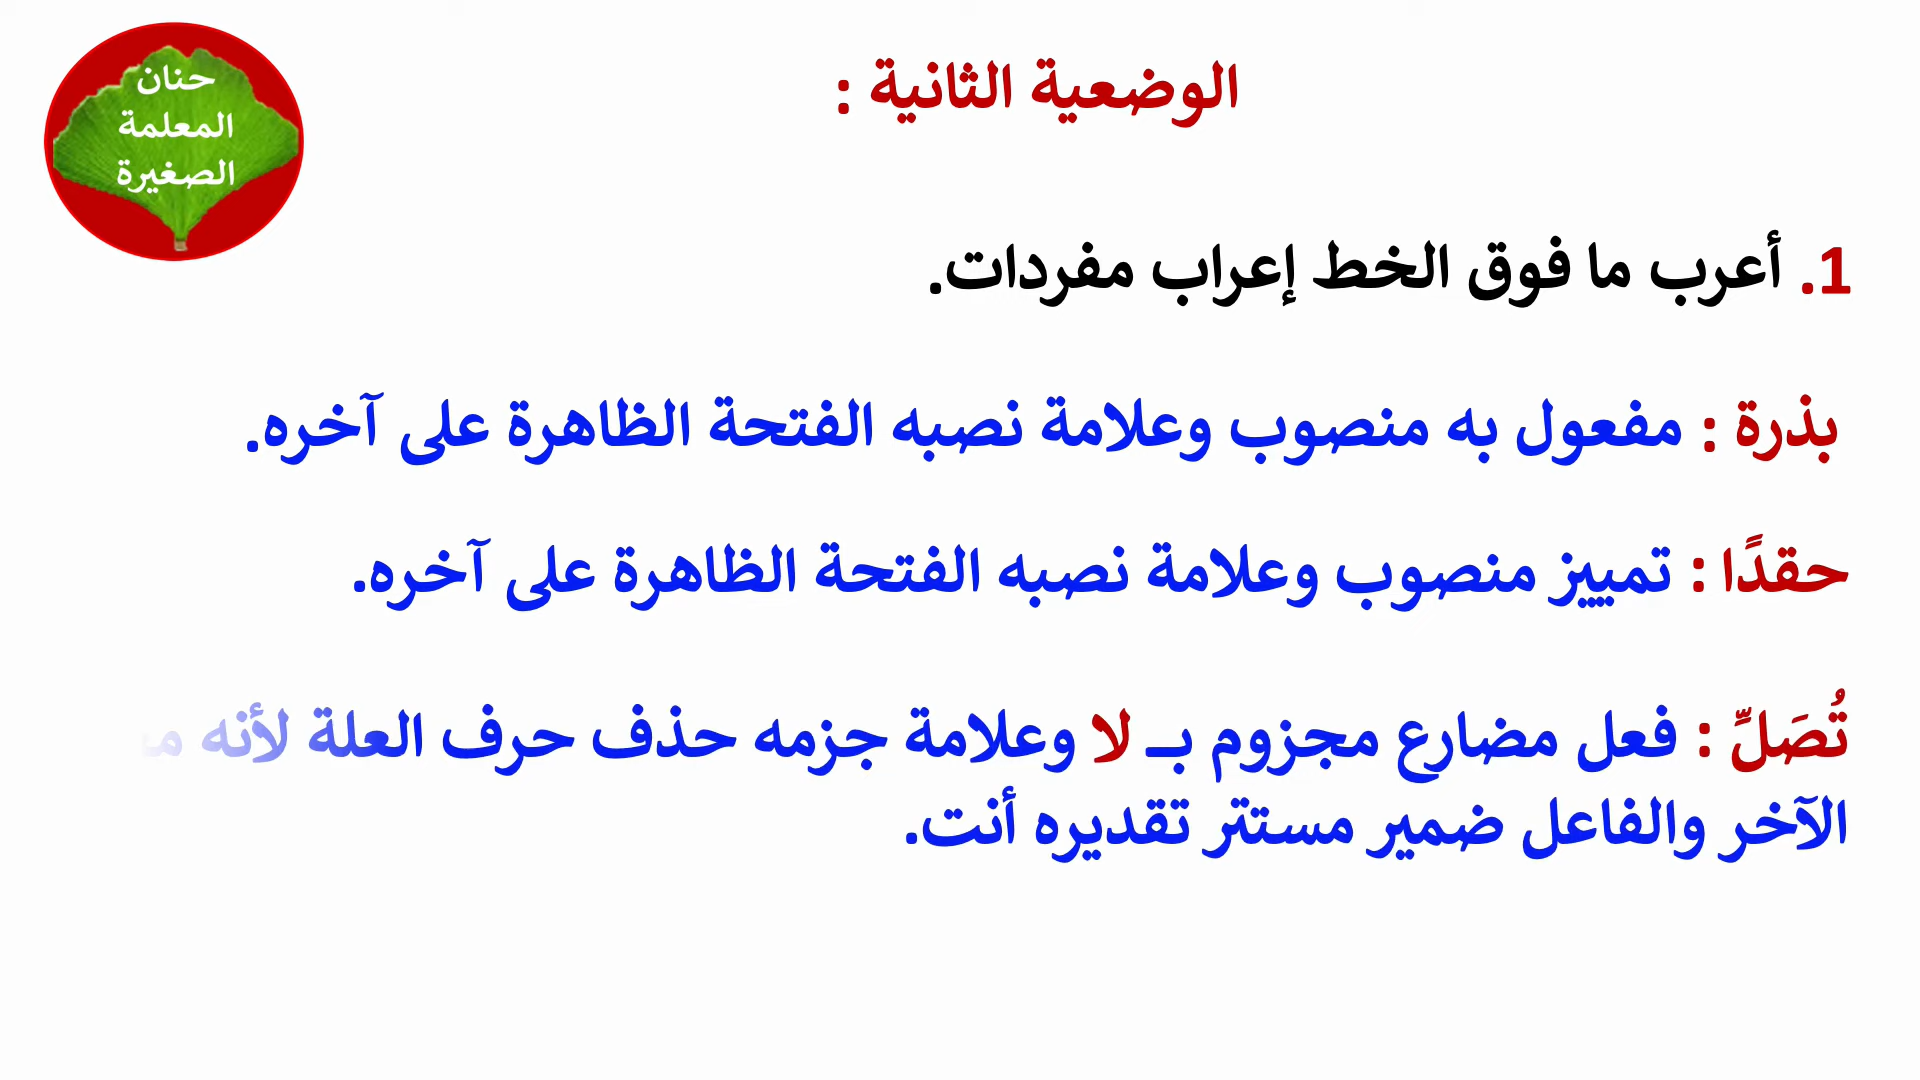 حنان
المعلمة
الصغيرة
الوضعية الثانية :
1. أعرب ما فوق الخط إعراب مفردات.
بذرة : مفعول به منصوب وعلامة نصبه الفتحة الظاهرة على آخره.
حقدًا : تمييز منصوب وعلامة نصبه الفتحة الظاهرة على آخره.
تُصَلِّ : فعل مضارع مجزوم بـ لا وعلامة جزمه حذف حرف العلة لأنه
الآخر والفاعل ضمير مستتر تقديره أنت.